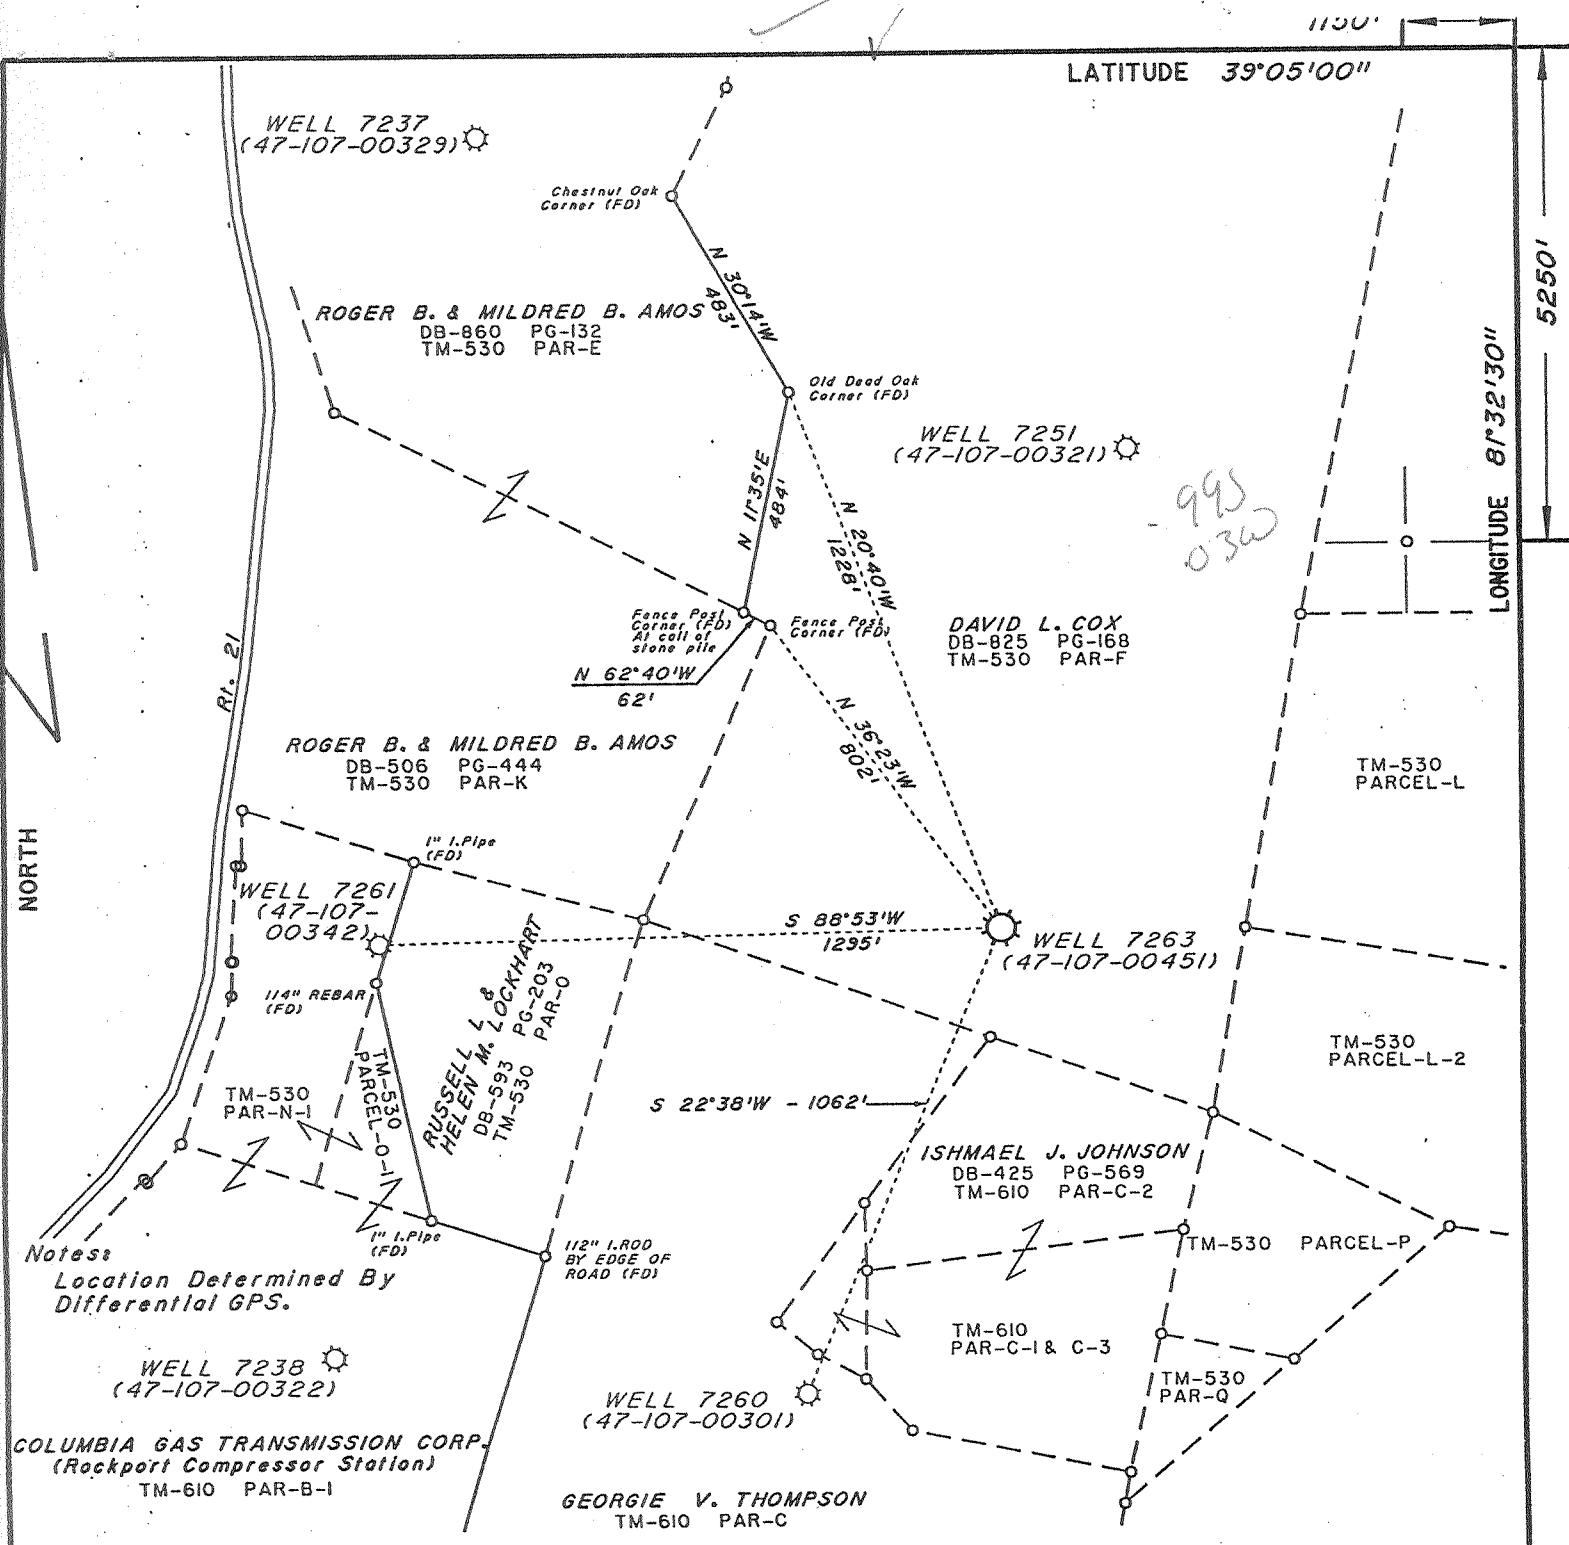 1150'
LATITUDE 39°05'00"
5250'
LONGITUDE 81°32'30"
WELL 7237
(47-107-00329)
Chestnut Oak
Corner (FD)
N 30°14'W
483'
ROGER B. & MILDRED B. AMOS
DB-860 PG-132
TM-530 PAR-E
Old Dead Oak
Corner (FD)
WELL 7251
(47-107-00321)
N 11°35'E
484'
N 20°40'W
1228'
Fence Post
Corner (FD)
At call of
stone pile
Fence Post
Corner (FD)
N 62°40'W
62'
DAVID L. COX
DB-825 PG-168
TM-530 PAR-F
Rt. 21
N 36°23'W
802'
ROGER B. & MILDRED B. AMOS
DB-506 PG-444
TM-530 PAR-K
TM-530
PARCEL-L
NORTH
1" I.Pipe
(FD)
WELL 7261
(47-107-
00342)
S 88°53'W
1295'
WELL 7263
(47-107-00451)
1/4" REBAR
(FD)
RUSSELL L. &
HELEN M. LOCKHART
DB-593 PG-203
TM-530 PAR-O
TM-530
PARCEL-L-2
TM-530
PAR-N-1
TM-530
PARCEL-O-1
S 22°38'W - 1062'
ISHMAEL J. JOHNSON
DB-425 PG-569
TM-610 PAR-C-2
1" I.Pipe
(FD)
1/2" I.ROD
BY EDGE OF
ROAD (FD)
TM-530 PARCEL-P
Notes:
Location Determined By
Differential GPS.
TM-610
PAR-C-1 & C-3
TM-530
PAR-Q
WELL 7238
(47-107-00322)
WELL 7260
(47-107-00301)
COLUMBIA GAS TRANSMISSION CORP.
(Rockport Compressor Station)
TM-610 PAR-B-1
GEORGIE V. THOMPSON
TM-610 PAR-C